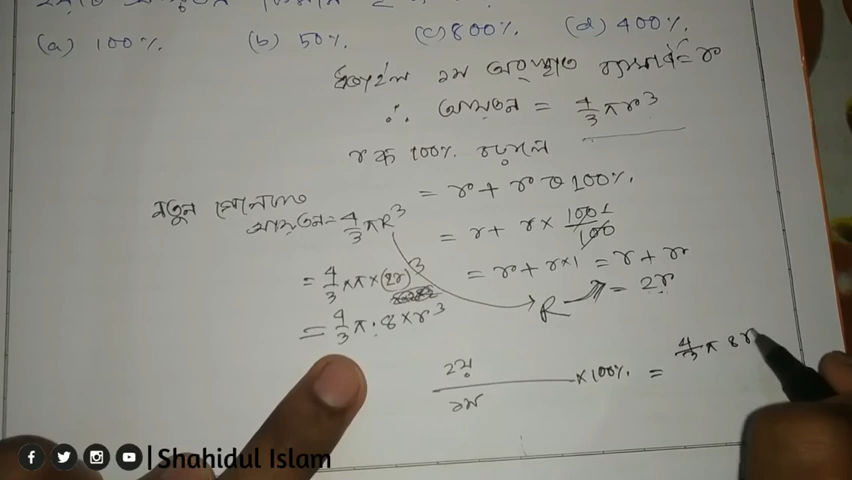 (a) 100% (b) 50% (c) 800% (d) 400%
১ম ব্যাসার্ধ = r
∴ আয়তন = 4/3 πr³
r কে 100% বাড়লে
= r + r এর 100%
নতুন গোলকের
আয়তন = 4/3 πR³
= r + r × 100/100 1
= 4/3 π × (2r)³
= r + r×1 = r + r
R = 2r
= 4/3 π . 8 × r³
২য়/১ম × 100% = 4/3 π 8r
| Shahidul Islam